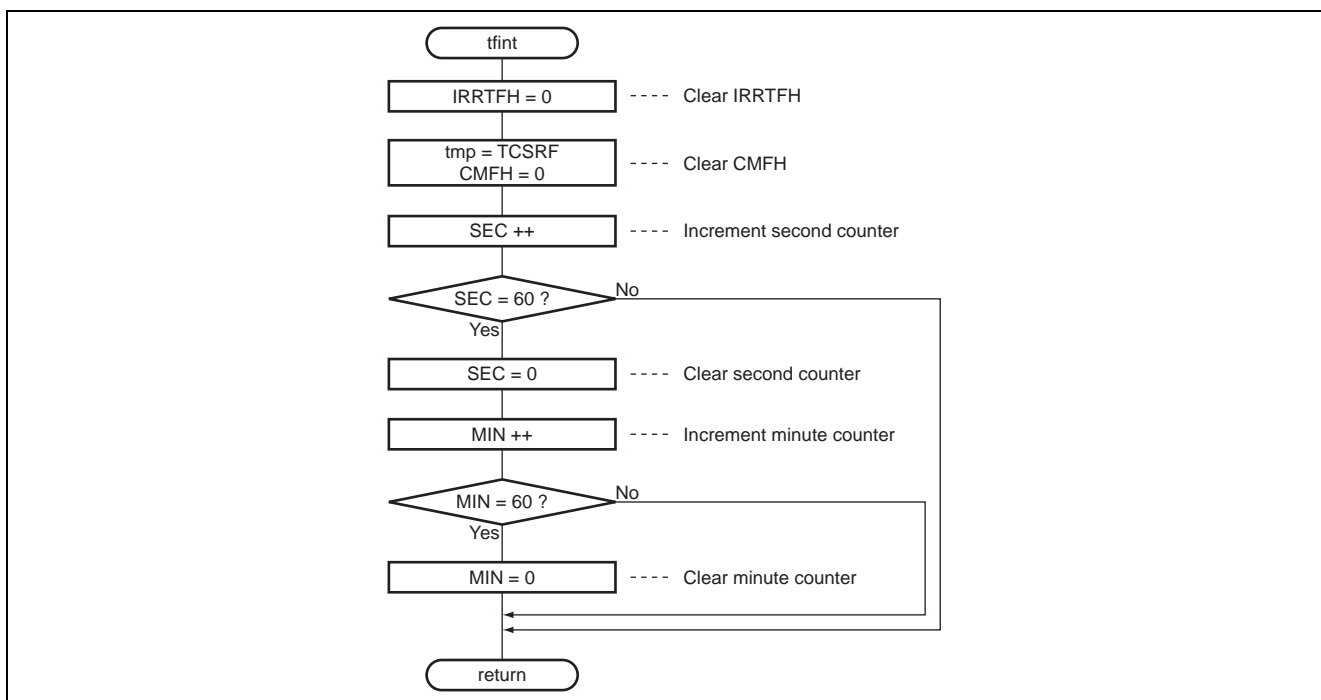 tfint
IRRTFH = 0 ---- Clear IRRTFH
tmp = TCSRF
CMFH = 0 ---- Clear CMFH
SEC ++ ---- Increment second counter
SEC = 60 ? No
Yes
SEC = 0 ---- Clear second counter
MIN ++ ---- Increment minute counter
MIN = 60 ? No
Yes
MIN = 0 ---- Clear minute counter
return